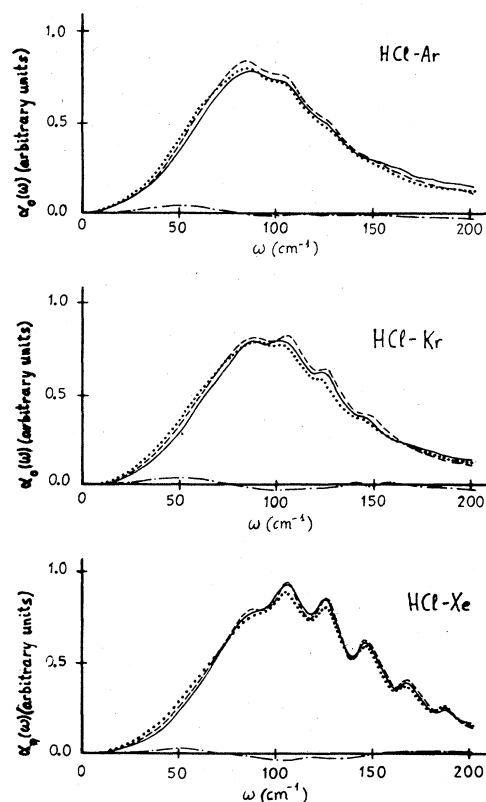 HCl-Ar
α₀(ω) (arbitrary units)
1.0
0.5
0.0
0 50 100 150 200
ω (cm⁻¹)
HCl-Kr
α₀(ω) (arbitrary units)
1.0
0.5
0.0
0 50 100 150 200
ω (cm⁻¹)
HCl-Xe
(ω)(arbitrary units)
1.0
0.5
0.0
0 50 100 150 200
ω (cm⁻¹)